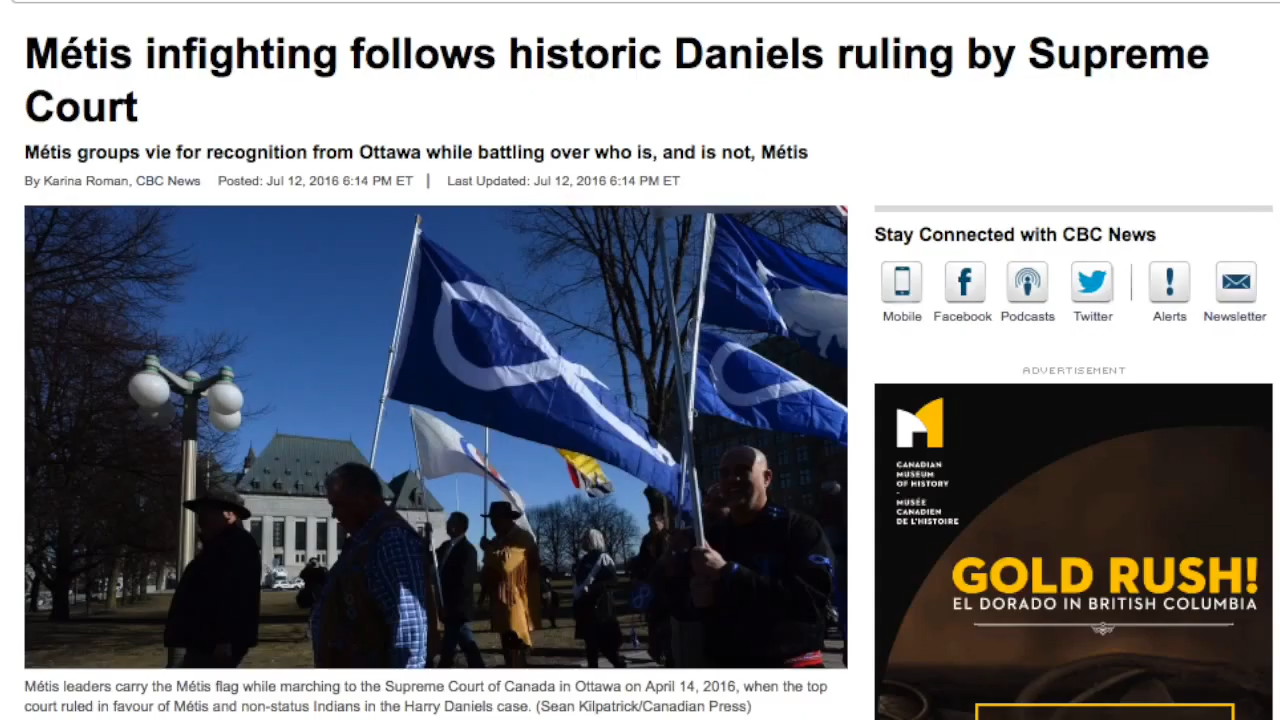 Métis infighting follows historic Daniels ruling by Supreme
Court
Métis groups vie for recognition from Ottawa while battling over who is, and is not, Métis
By Karina Roman, CBC News Posted: Jul 12, 2016 6:14 PM ET | Last Updated: Jul 12, 2016 6:14 PM ET
Métis leaders carry the Métis flag while marching to the Supreme Court of Canada in Ottawa on April 14, 2016, when the top
court ruled in favour of Métis and non-status Indians in the Harry Daniels case. (Sean Kilpatrick/Canadian Press)
Stay Connected with CBC News
Mobile Facebook Podcasts Twitter Alerts Newsletter
ADVERTISEMENT
CANADIAN
MUSEUM
OF HISTORY
-
MUSÉE
CANADIEN
DE L'HISTOIRE
GOLD RUSH!
EL DORADO IN BRITISH COLUMBIA